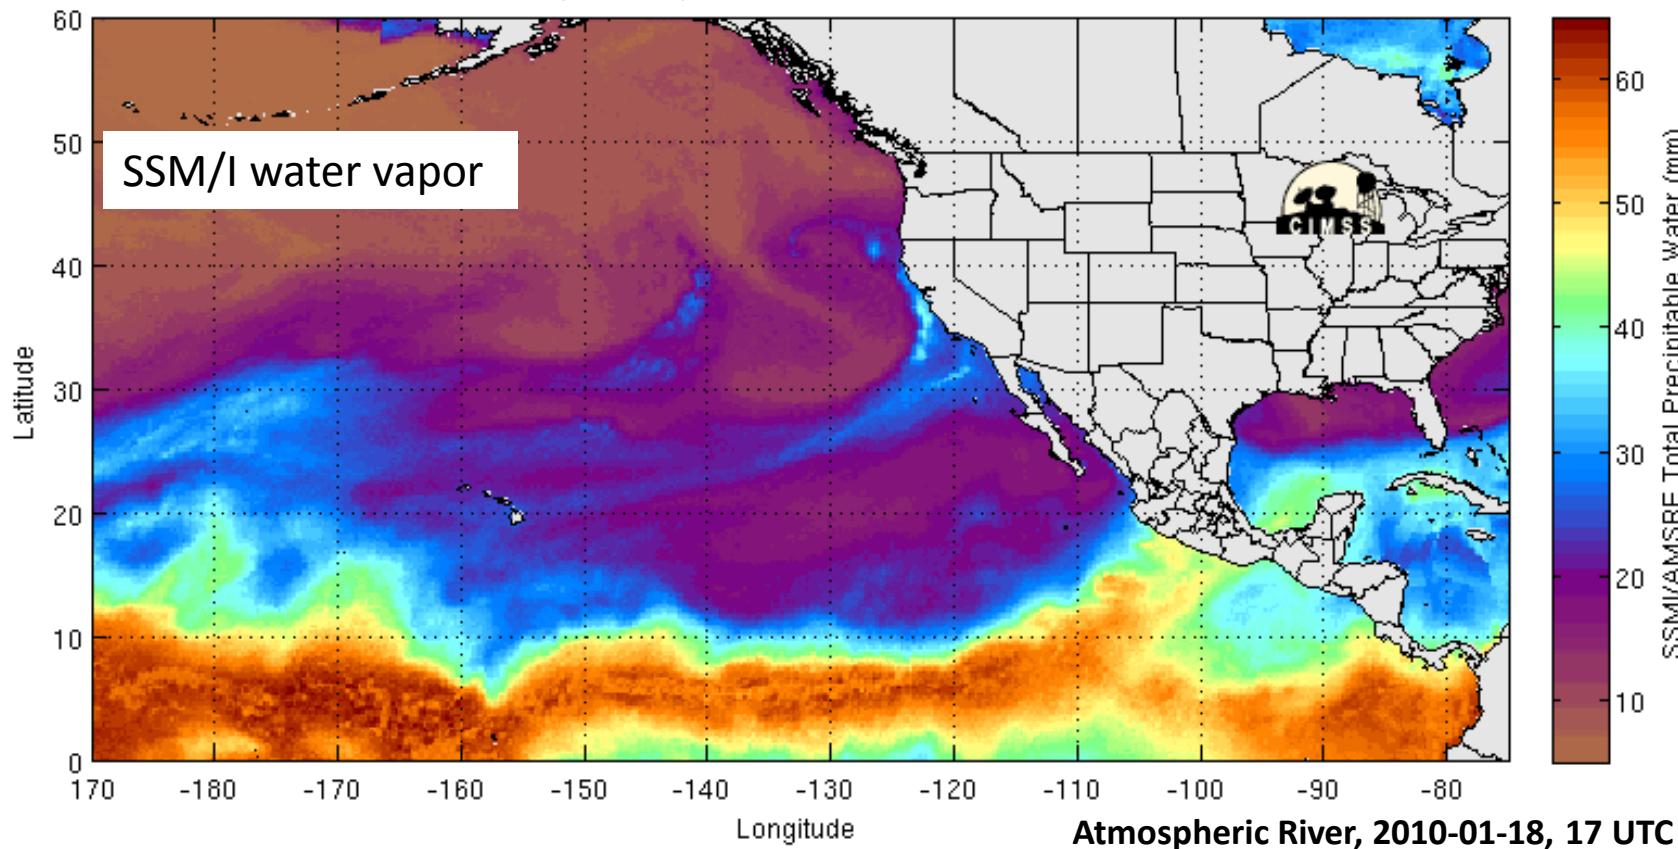 60
50
40
30
20
10
0
Latitude
SSM/I water vapor
CIMSS
170 -180 -170 -160 -150 -140 -130 -120 -110 -100 -90 -80
Longitude
60
50
40
30
20
10
SSMI/AMSRE Total Precipitable Water (mm)
Atmospheric River, 2010-01-18, 17 UTC